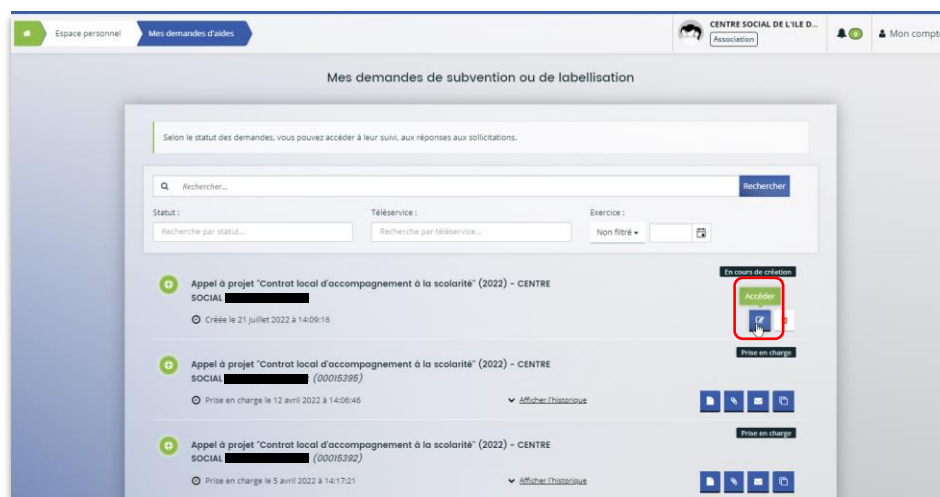 Espace personnel
Mes demandes d'aides
CENTRE SOCIAL DE L'ILE D...
Association
0
Mon compte
Mes demandes de subvention ou de labellisation
Selon le statut des demandes, vous pouvez accéder à leur suivi, aux réponses aux sollicitations.
Rechercher...
Rechercher
Statut :
Téléservice :
Exercice :
Recherche par statut...
Recherche par téléservice...
Non filtré
En cours de création
Appel à projet "Contrat local d'accompagnement à la scolarité" (2022) - CENTRE
SOCIAL
Accéder
Créée le 21 juillet 2022 à 14:09:16
Prise en charge
Appel à projet "Contrat local d'accompagnement à la scolarité" (2022) - CENTRE
SOCIAL (00015395)
Prise en charge le 12 avril 2022 à 14:06:46
Afficher l'historique
Prise en charge
Appel à projet "Contrat local d'accompagnement à la scolarité" (2022) - CENTRE
SOCIAL (00015392)
Prise en charge le 5 avril 2022 à 14:17:21
Afficher l'historique